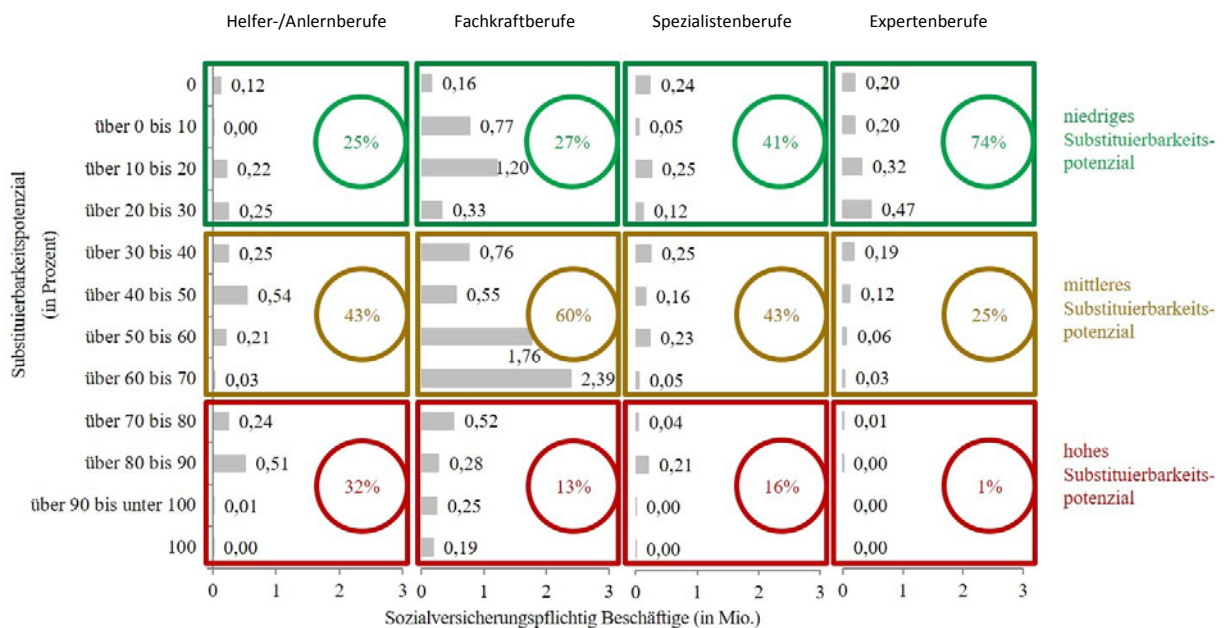 Helfer-/Anlernberufe Fachkraftberufe Spezialistenberufe Expertenberufe
Substituierbarkeitspotenzial
(in Prozent)
0 0,12 0,16 0,24 0,20
über 0 bis 10 0,00 0,77 0,05 0,20
25% 27% 41% 74%
niedriges
Substituierbarkeits-
potenzial
über 10 bis 20 0,22 1,20 0,25 0,32
über 20 bis 30 0,25 0,33 0,12 0,47
über 30 bis 40 0,25 0,76 0,25 0,19
über 40 bis 50 0,54 0,55 0,16 0,12
43% 60% 43% 25%
mittleres
Substituierbarkeits-
potenzial
über 50 bis 60 0,21 1,76 0,23 0,06
über 60 bis 70 0,03 2,39 0,05 0,03
über 70 bis 80 0,24 0,52 0,04 0,01
über 80 bis 90 0,51 0,28 0,21 0,00
32% 13% 16% 1%
hohes
Substituierbarkeits-
potenzial
über 90 bis unter 100 0,01 0,25 0,00 0,00
100 0,00 0,19 0,00 0,00
0 1 2 3 0 1 2 3 0 1 2 3 0 1 2 3
Sozialversicherungspflichtig Beschäftige (in Mio.)